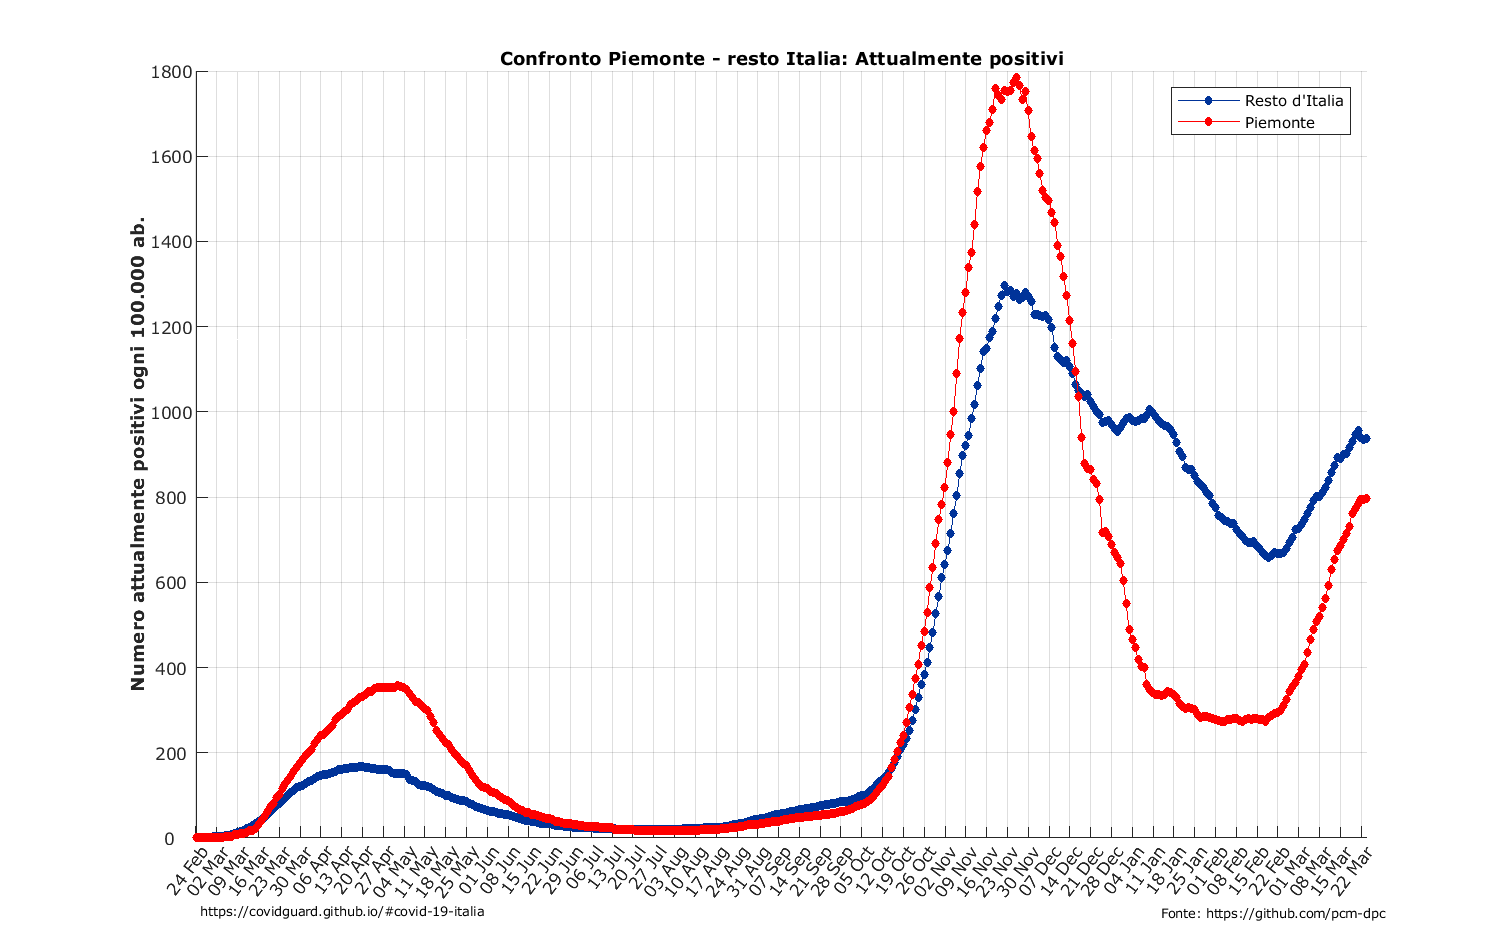 Confronto Piemonte - resto Italia: Attualmente positivi
Numero attualmente positivi ogni 100.000 ab.
1800
1600
1400
1200
1000
800
600
400
200
0
Resto d'Italia
Piemonte
24 Feb
02 Mar
09 Mar
16 Mar
23 Mar
30 Mar
06 Apr
13 Apr
20 Apr
27 Apr
04 May
11 May
18 May
25 May
01 Jun
08 Jun
15 Jun
22 Jun
29 Jun
06 Jul
13 Jul
20 Jul
27 Jul
03 Aug
10 Aug
17 Aug
24 Aug
31 Aug
07 Sep
14 Sep
21 Sep
28 Sep
05 Oct
12 Oct
19 Oct
26 Oct
02 Nov
09 Nov
16 Nov
23 Nov
30 Nov
07 Dec
14 Dec
21 Dec
28 Dec
04 Jan
11 Jan
18 Jan
25 Jan
01 Feb
08 Feb
15 Feb
22 Feb
01 Mar
08 Mar
15 Mar
22 Mar
https://covidguard.github.io/#covid-19-italia
Fonte: https://github.com/pcm-dpc